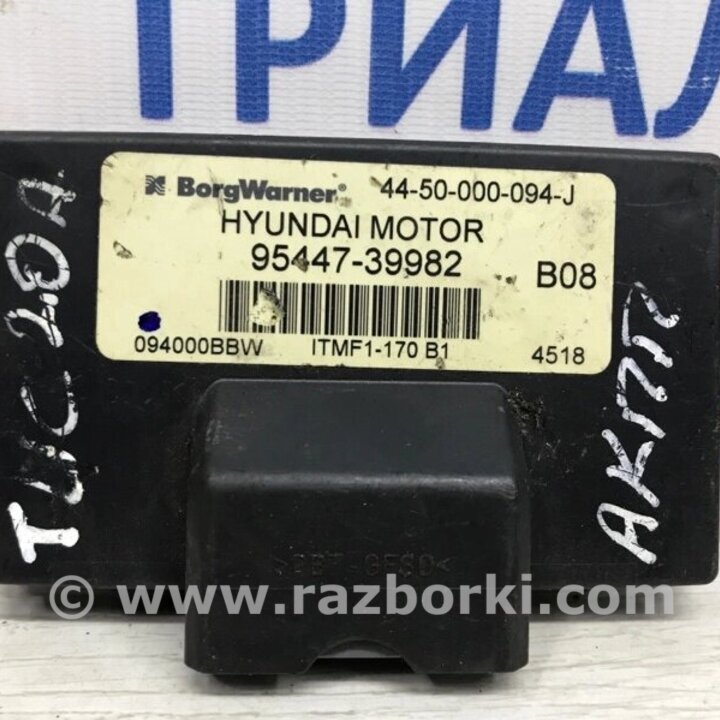 ТРИАЛ
BorgWarner® 44-50-000-094-J
HYUNDAI MOTOR
95447-39982 B08
094000BBW ITMF1-170 B1 4518
TUC 2.0A
АКПП
© www.razborki.com